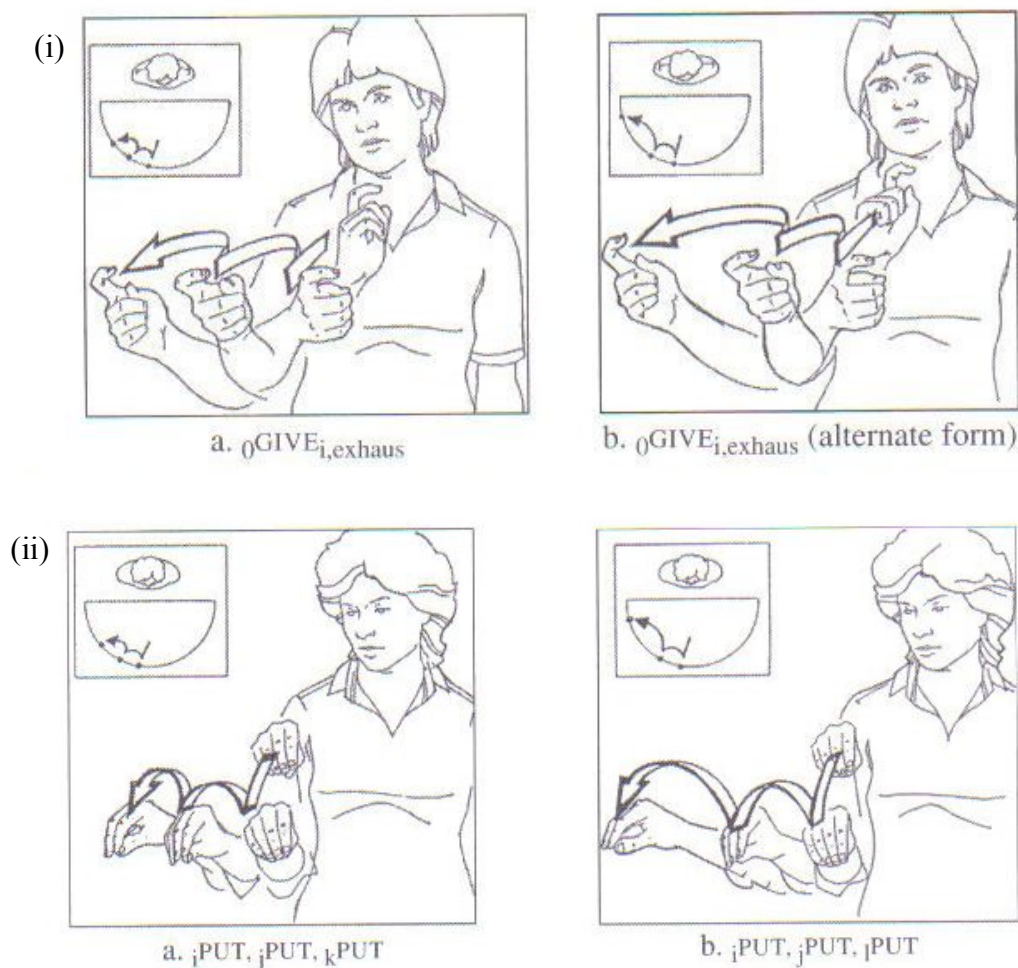 (i)
a. 0GIVEi,exhaus
b. 0GIVEi,exhaus (alternate form)
(ii)
a. iPUT, jPUT, kPUT
b. iPUT, jPUT, lPUT